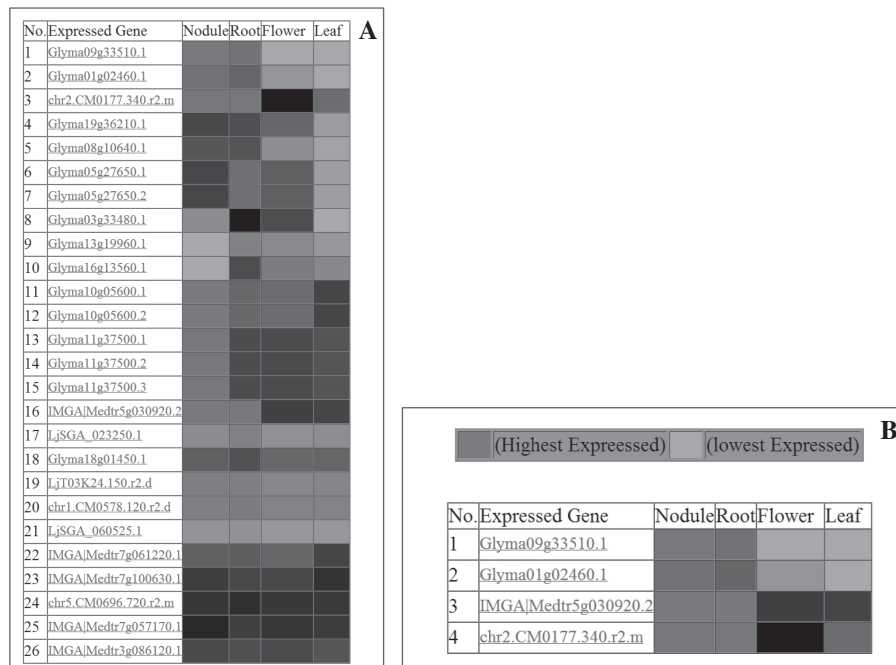 No. Expressed Gene Nodule Root Flower Leaf A
1 Glyma09g33510.1
2 Glyma01g02460.1
3 chr2.CM0177.340.r2.m
4 Glyma19g36210.1
5 Glyma08g10640.1
6 Glyma05g27650.1
7 Glyma05g27650.2
8 Glyma03g33480.1
9 Glyma13g19960.1
10 Glyma16g13560.1
11 Glyma10g05600.1
12 Glyma10g05600.2
13 Glyma11g37500.1
14 Glyma11g37500.2
15 Glyma11g37500.3
16 IMGA|Medtr5g030920.2
17 LjSGA_023250.1
18 Glyma18g01450.1
19 LjT03K24.150.r2.d
20 chr1.CM0578.120.r2.d
21 LjSGA_060525.1
22 IMGA|Medtr7g061220.1
23 IMGA|Medtr7g100630.1
24 chr5.CM0696.720.r2.m
25 IMGA|Medtr7g057170.1
26 IMGA|Medtr3g086120.1
B
(Highest Expreessed) (lowest Expressed)
No. Expressed Gene Nodule Root Flower Leaf
1 Glyma09g33510.1
2 Glyma01g02460.1
3 IMGA|Medtr5g030920.2
4 chr2.CM0177.340.r2.m